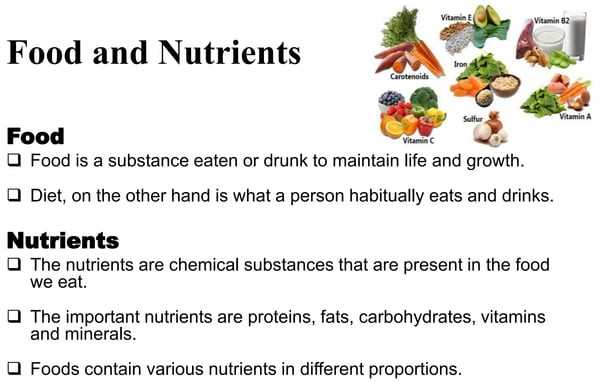 Food and Nutrients
Vitamin E
Vitamin B2
Carotenoids
Iron
Vitamin C
Sulfur
Vitamin A
Food
❑ Food is a substance eaten or drunk to maintain life and growth.
❑ Diet, on the other hand is what a person habitually eats and drinks.
Nutrients
❑ The nutrients are chemical substances that are present in the food
we eat.
❑ The important nutrients are proteins, fats, carbohydrates, vitamins
and minerals.
❑ Foods contain various nutrients in different proportions.